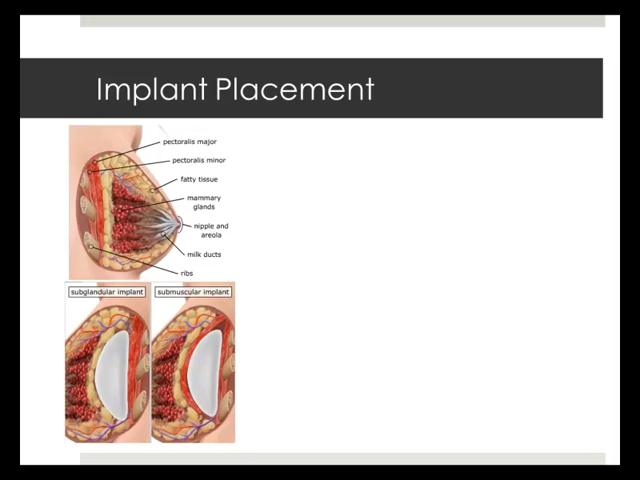 Implant Placement
pectoralis major
pectoralis minor
fatty tissue
mammary
glands
nipple and
areola
milk ducts
ribs
subglandular implant
submuscular implant